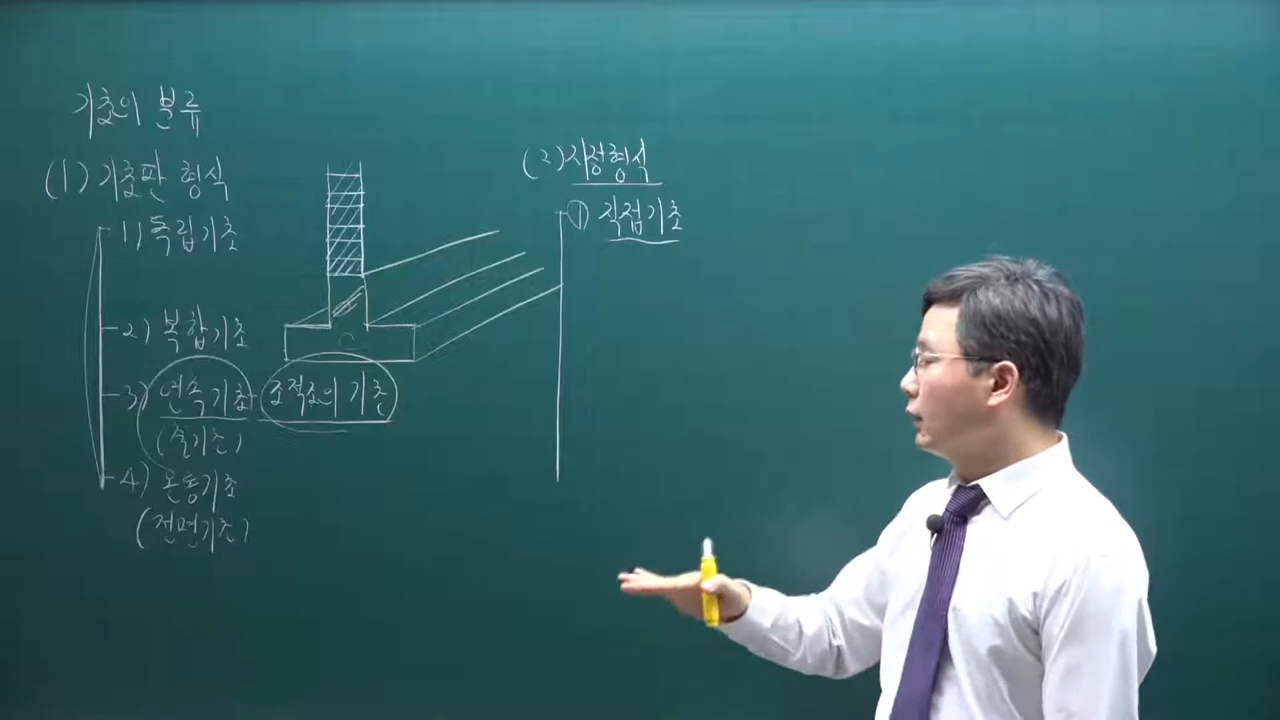 기초의 분류
(1) 기초판 형식
1) 독립기초
2) 복합기초
3) 연속기초 - 조적조의 기초
(줄기초)
4) 온통기초
(전면기초)
(2) 지정형식
① 직접기초